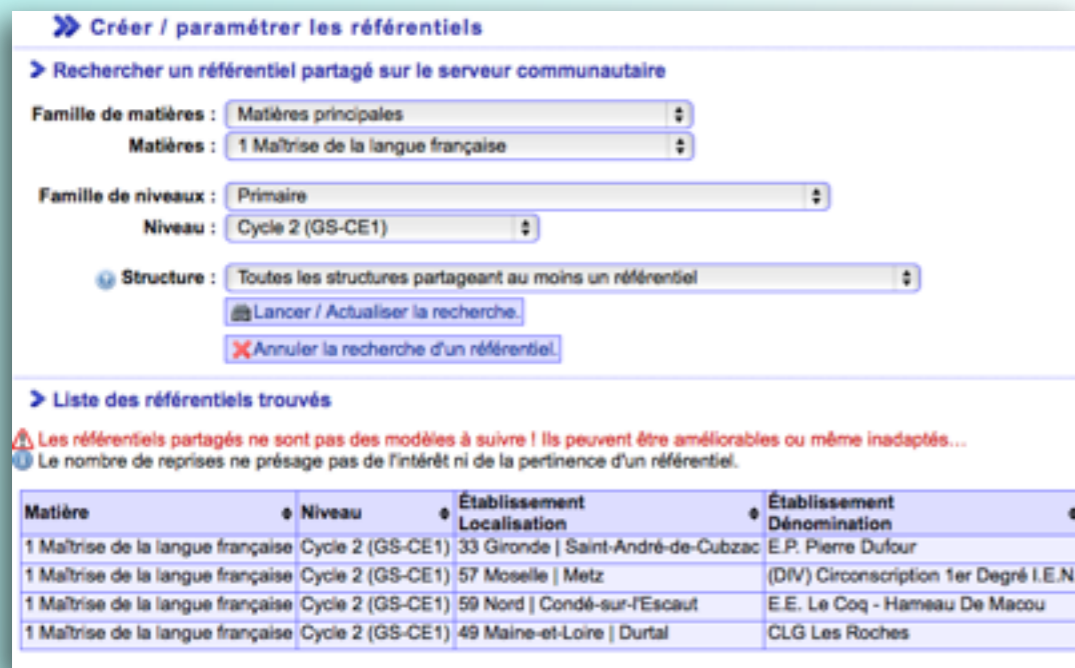 Créer / paramétrer les référentiels
Rechercher un référentiel partagé sur le serveur communautaire
Famille de matières : Matières principales
Matières : 1 Maîtrise de la langue française
Famille de niveaux : Primaire
Niveau : Cycle 2 (GS-CE1)
Structure : Toutes les structures partageant au moins un référentiel
Lancer / Actualiser la recherche.
Annuler la recherche d'un référentiel.
Liste des référentiels trouvés
Les référentiels partagés ne sont pas des modèles à suivre ! Ils peuvent être améliorables ou même inadaptés…
Le nombre de reprises ne présage pas de l'intérêt ni de la pertinence d'un référentiel.
Matière Niveau Établissement Localisation Établissement Dénomination
1 Maîtrise de la langue française Cycle 2 (GS-CE1) 33 Gironde | Saint-André-de-Cubzac E.P. Pierre Dufour
1 Maîtrise de la langue française Cycle 2 (GS-CE1) 57 Moselle | Metz (DIV) Circonscription 1er Degré I.E.N
1 Maîtrise de la langue française Cycle 2 (GS-CE1) 59 Nord | Condé-sur-l'Escaut E.E. Le Coq - Hameau De Macou
1 Maîtrise de la langue française Cycle 2 (GS-CE1) 49 Maine-et-Loire | Durtal CLG Les Roches